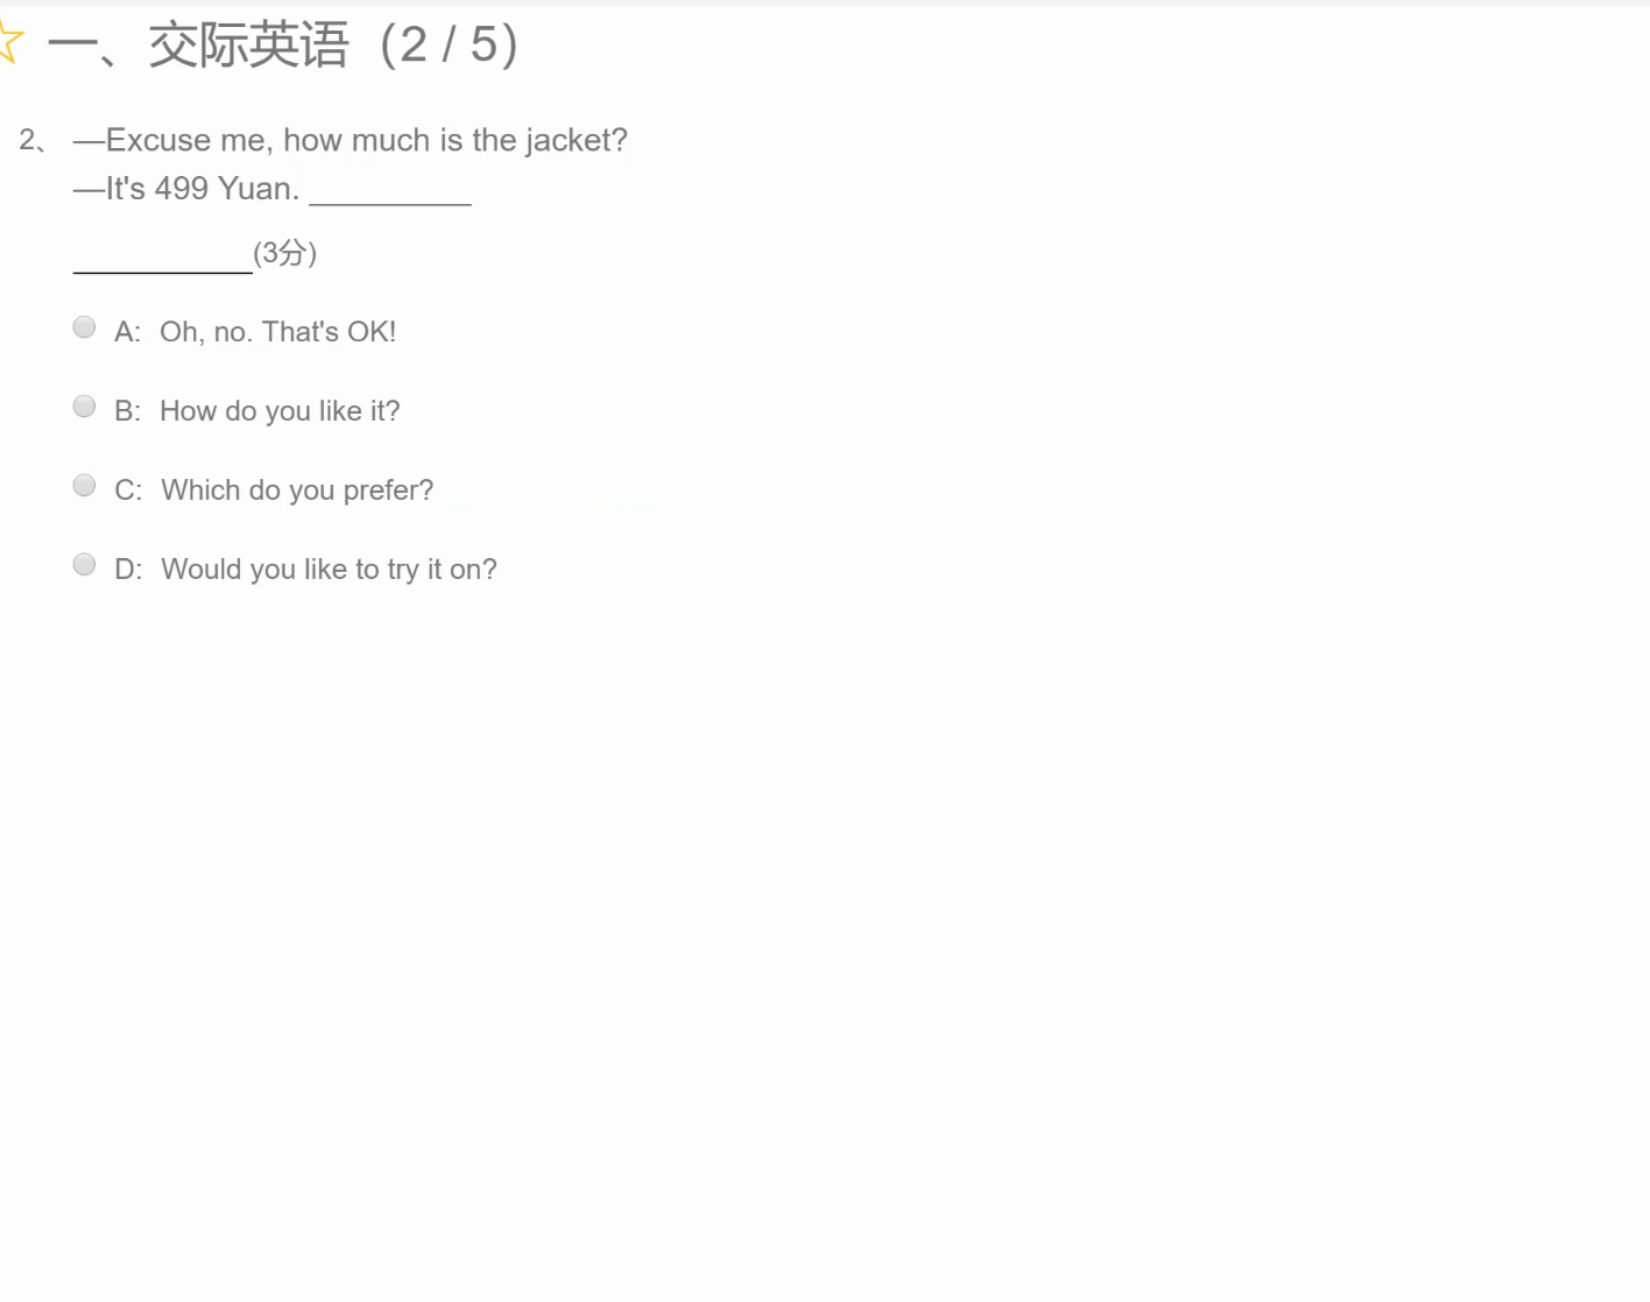 一、交际英语（2 / 5）
2、 —Excuse me, how much is the jacket?
—It's 499 Yuan. __________
___________(3分)
A: Oh, no. That's OK!
B: How do you like it?
C: Which do you prefer?
D: Would you like to try it on?